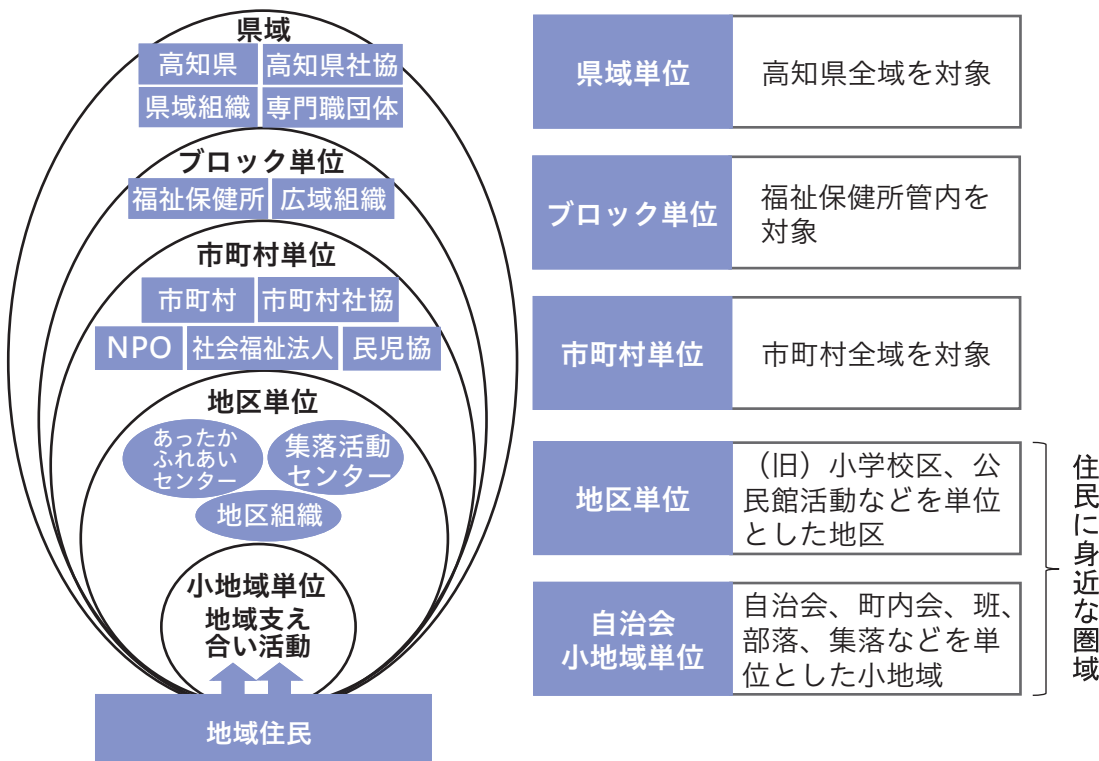 県域
高知県
高知県社協
県域組織
専門職団体
ブロック単位
福祉保健所
広域組織
市町村単位
市町村
市町村社協
NPO
社会福祉法人
民児協
地区単位
あったか
ふれあい
センター
集落活動
センター
地区組織
小地域単位
地域支え
合い活動
地域住民
県域単位
高知県全域を対象
ブロック単位
福祉保健所管内を
対象
市町村単位
市町村全域を対象
地区単位
（旧）小学校区、公
民館活動などを単位
とした地区
自治会
小地域単位
自治会、町内会、班、
部落、集落などを単
位とした小地域
住民に身近な圏域